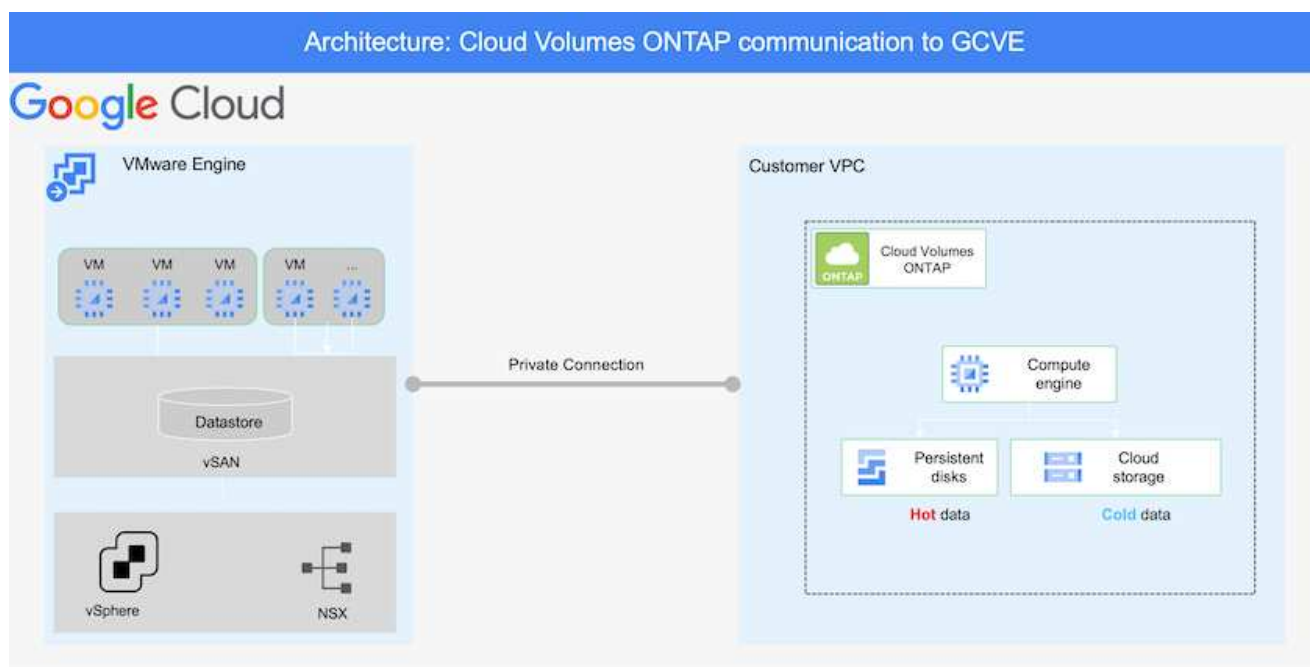 Architecture: Cloud Volumes ONTAP communication to GCVE
Google Cloud
VMware Engine
VM
VM
VM
VM
...
Datastore
vSAN
vSphere
NSX
Private Connection
Customer VPC
ONTAP
Cloud Volumes
ONTAP
Compute
engine
Persistent
disks
Cloud
storage
Hot data
Cold data